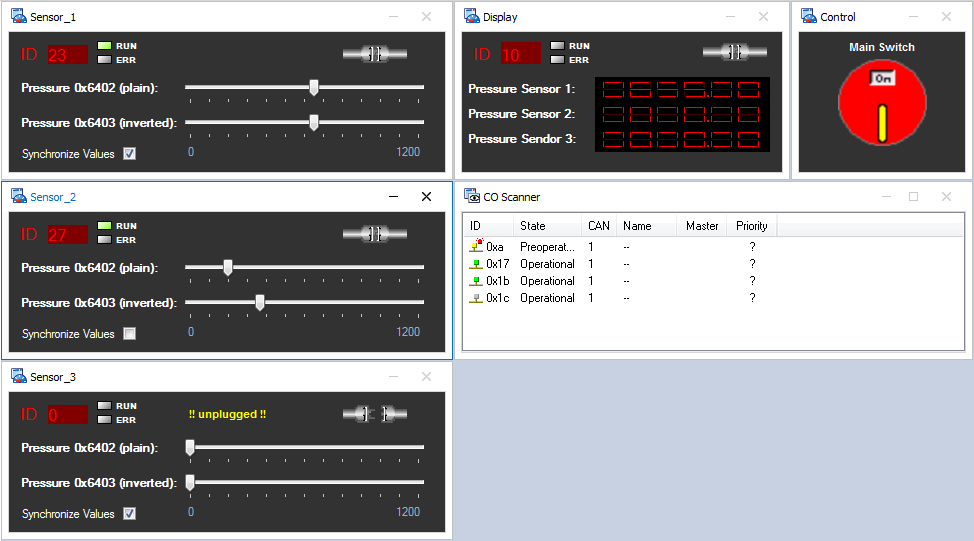 Sensor_1
ID 23 RUN
ERR
Pressure 0x6402 (plain):
Pressure 0x6403 (inverted):
Synchronize Values 0 1200
Display
ID 10 RUN
ERR
Pressure Sensor 1:
Pressure Sensor 2:
Pressure Sendor 3:
Control
Main Switch
On
Sensor_2
ID 27 RUN
ERR
Pressure 0x6402 (plain):
Pressure 0x6403 (inverted):
Synchronize Values 0 1200
CO Scanner
ID State CAN Name Master Priority
0xa Preoperat... 1 -- ?
0x17 Operational 1 -- ?
0x1b Operational 1 -- ?
0x1c Operational 1 -- ?
Sensor_3
ID 0 RUN !! unplugged !!
ERR
Pressure 0x6402 (plain):
Pressure 0x6403 (inverted):
Synchronize Values 0 1200